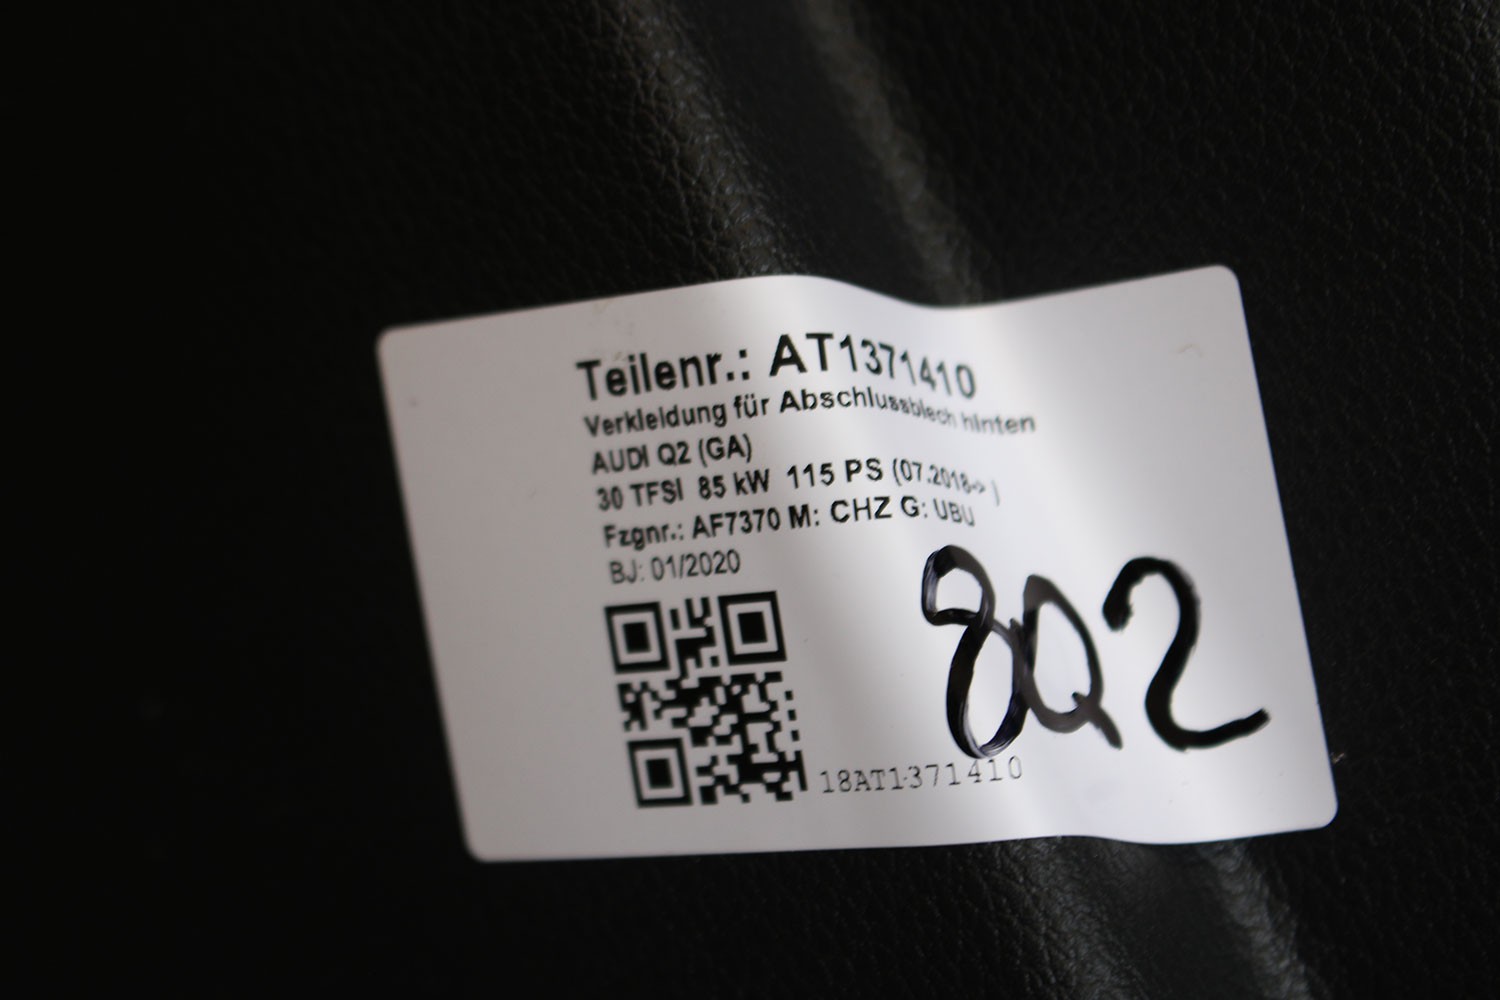 Teilenr.: AT1371410
Verkleidung für Abschlussblech hinten
AUDI Q2 (GA)
30 TFSI 85 kW 115 PS (07.2018-> )
Fzgnr.: AF7370 M: CHZ G: UBU
BJ: 01/2020
8Q2
18AT1371410